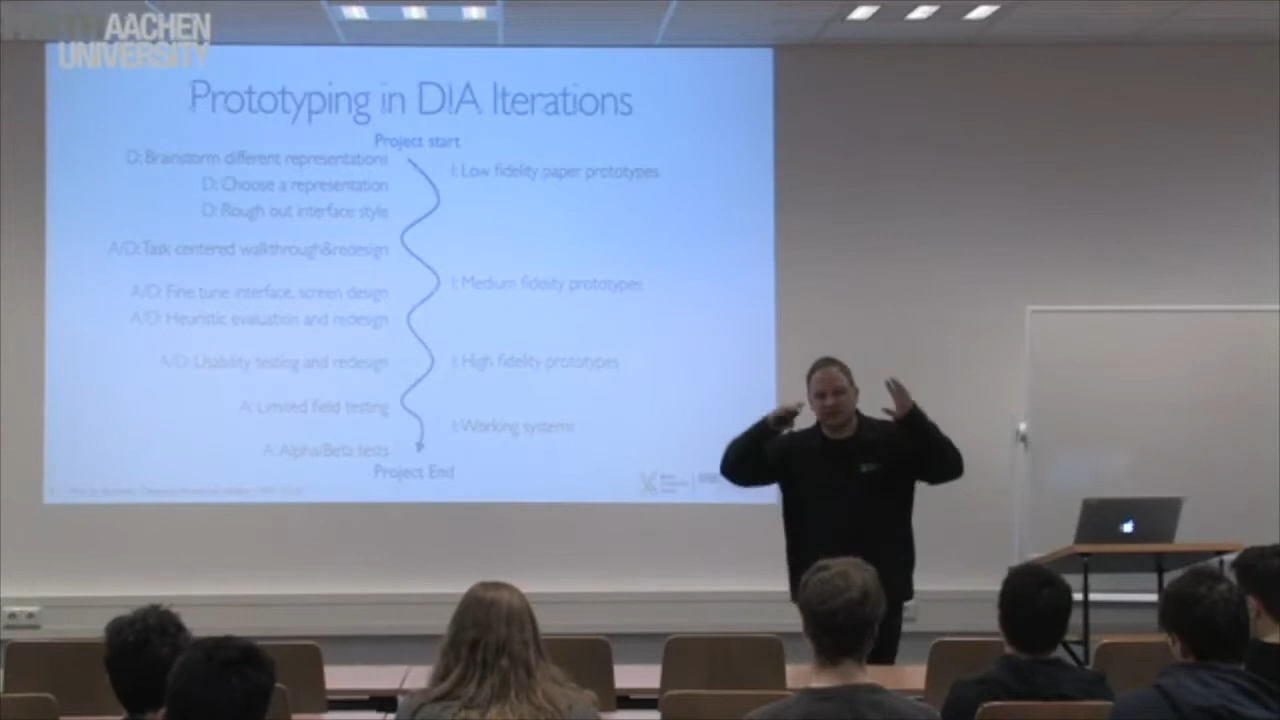 RWTH AACHEN
UNIVERSITY
Prototyping in DIA Iterations
Project start
D: Brainstorm different representations
I: Low fidelity paper prototypes
D: Choose a representation
D: Rough out interface style
A/D: Task centered walkthrough&redesign
I: Medium fidelity prototypes
A/D: Fine tune interface, screen design
A/D: Heuristic evaluation and redesign
A/D: Usability testing and redesign
I: High fidelity prototypes
A: Limited field testing
I: Working systems
A: Alpha/Beta tests
Project End